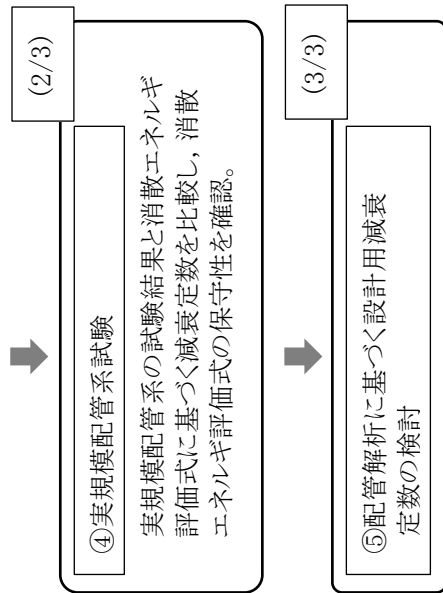 (2/3)
④実規模配管系試験
実規模配管系の試験結果と消散エネルギ
評価式に基づく減衰定数を比較し，消散
エネルギ評価式の保守性を確認。
(3/3)
⑤配管解析に基づく設計用減衰
定数の検討